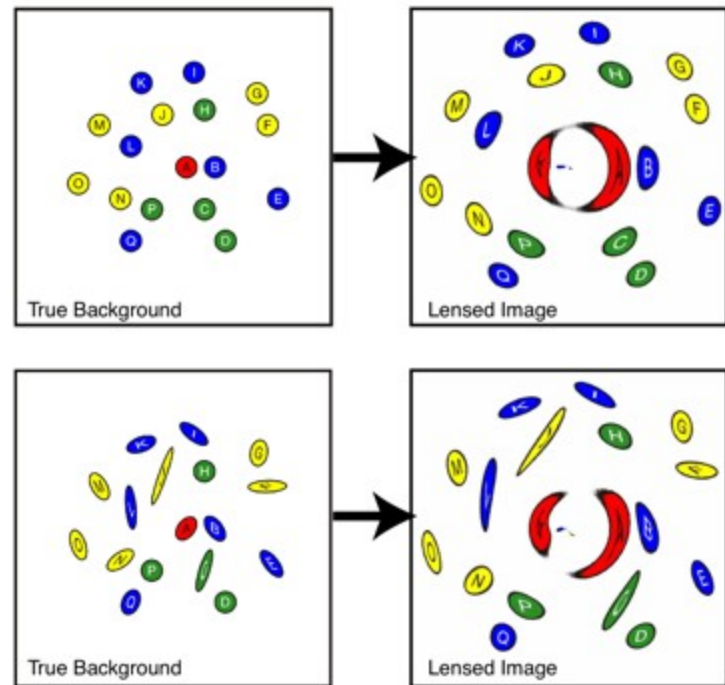 I
K
G
J H
M F
L
A B
O
N E
P C
Q D
True Background
I
K
G
J H
M F
L
B
O
N E
P C
Q D
Lensed Image
I
K
G
H
J
M F
L
A B
O
N E
P C
Q D
True Background
I
K
G
J H
M F
L
B
O
N E
P C
Q D
Lensed Image